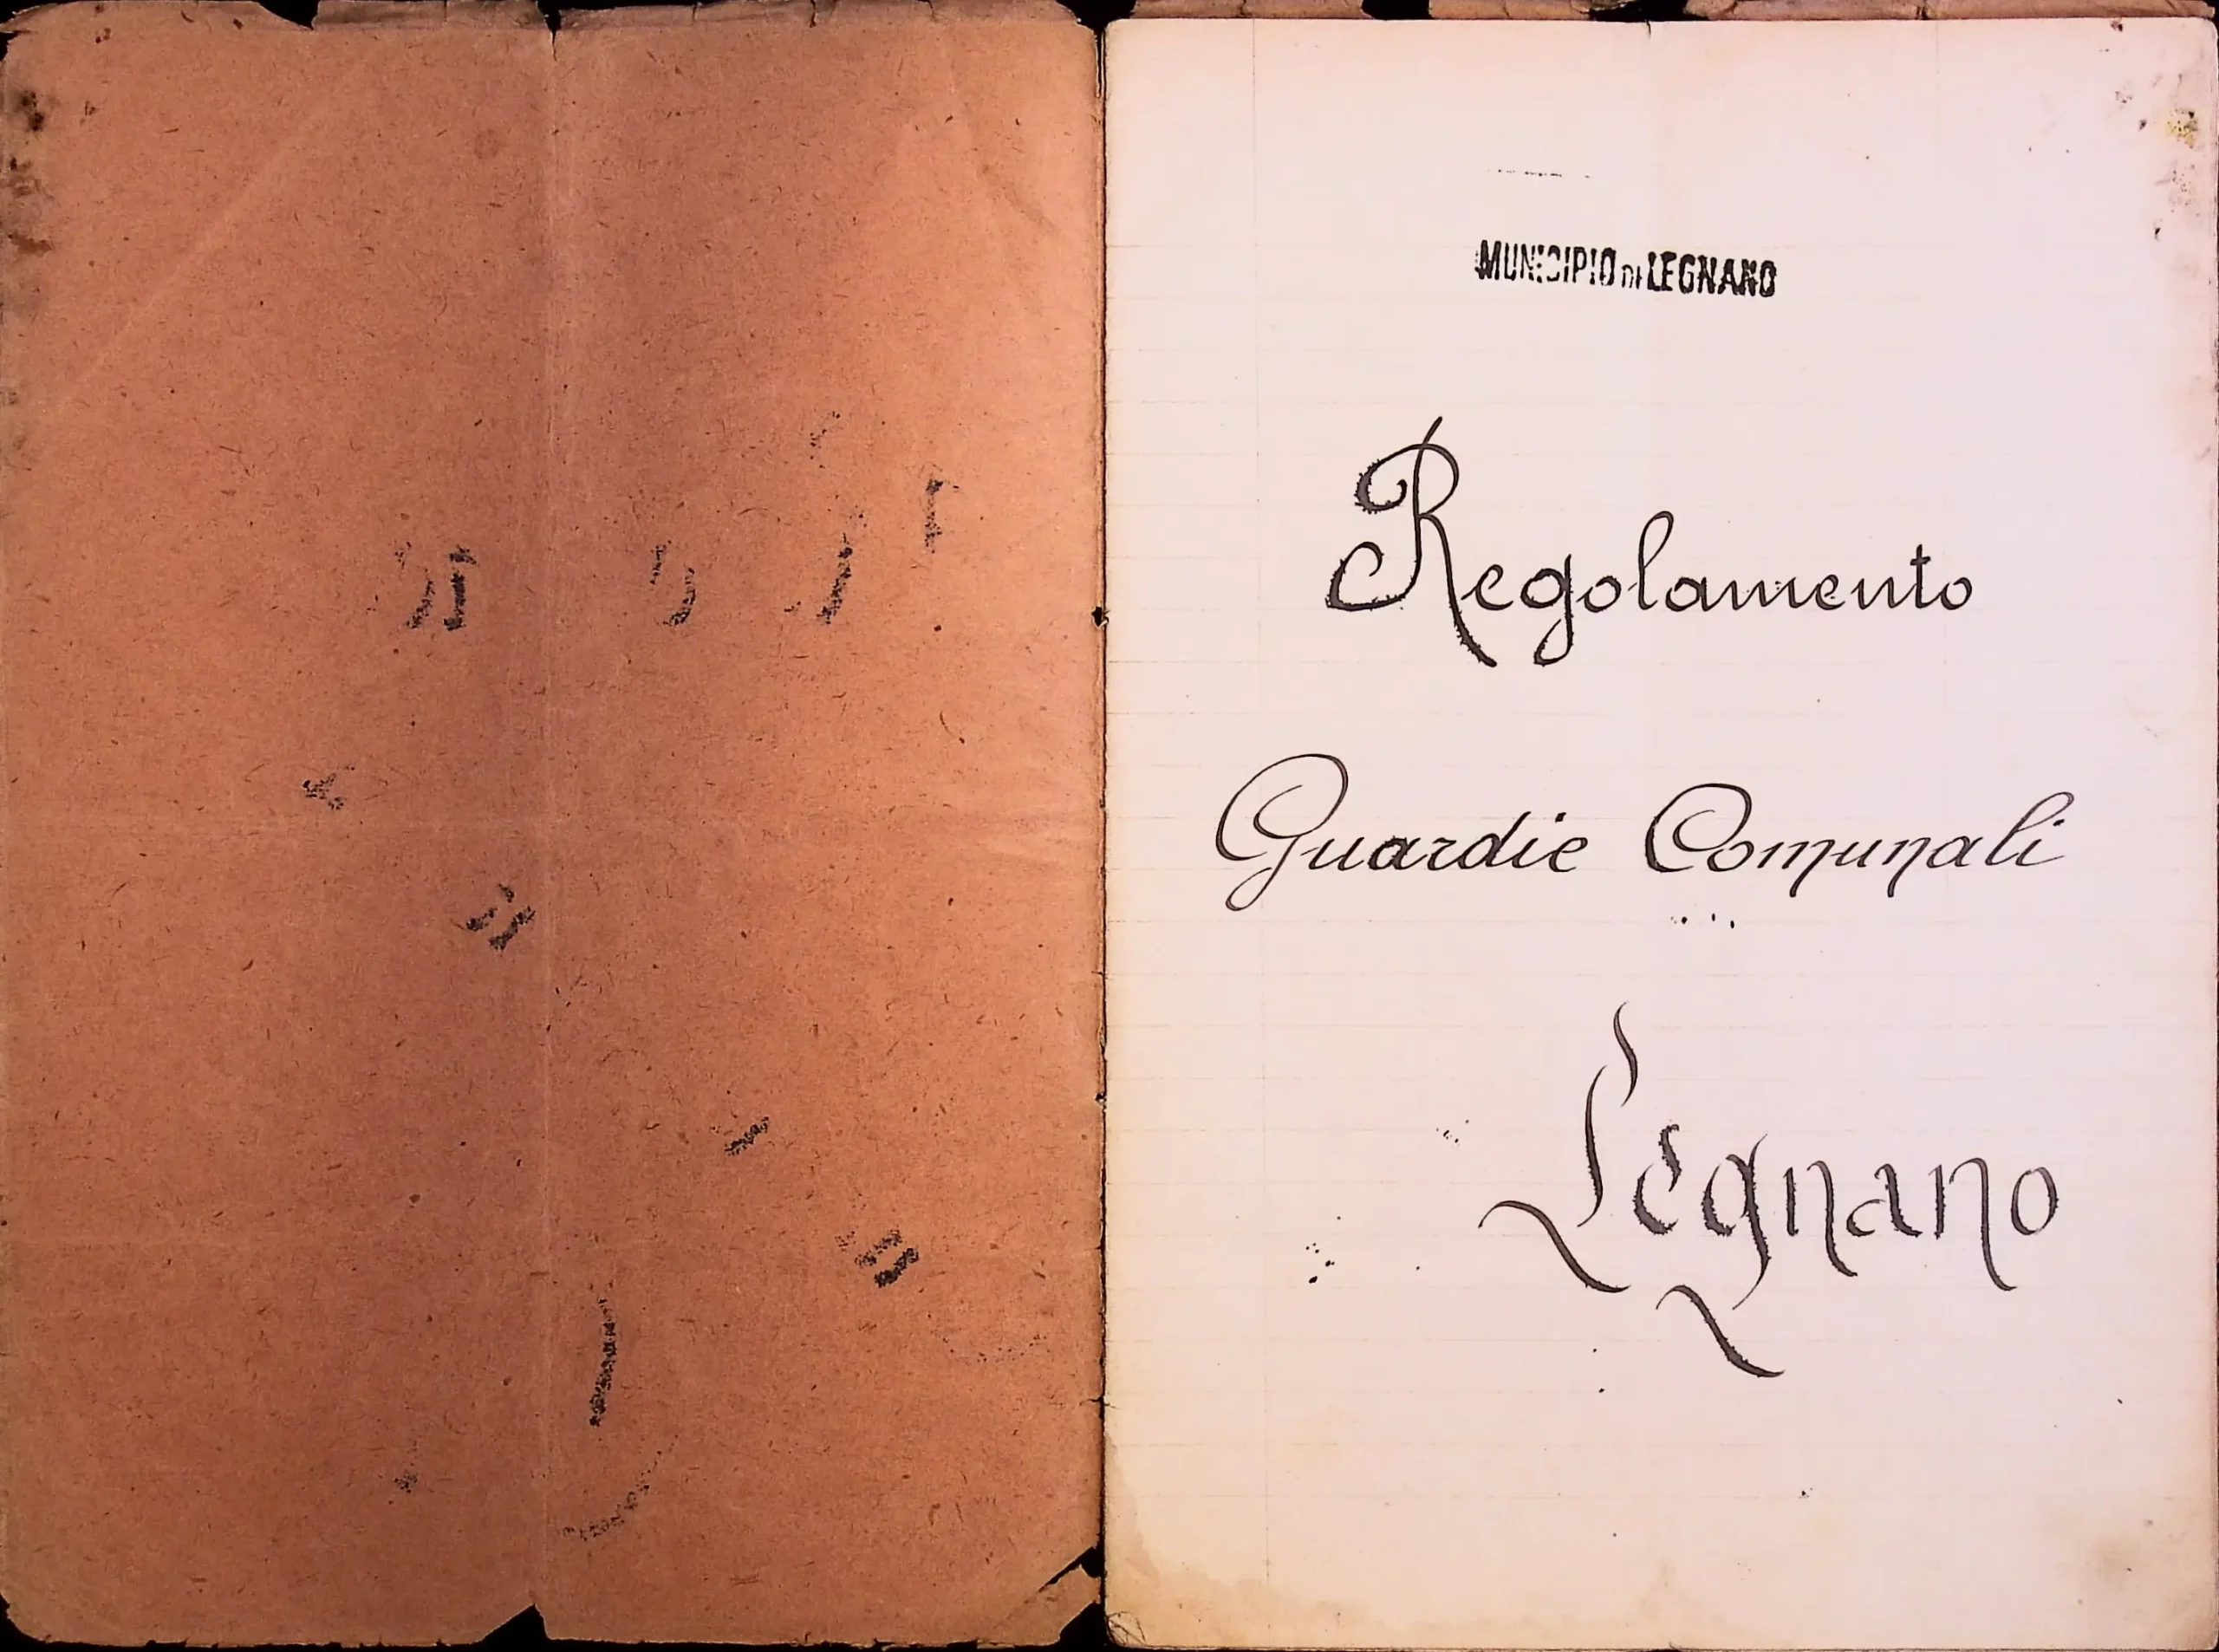 MUNICIPIO DI LEGNANO
Regolamento
Guardie Comunali
Legnano